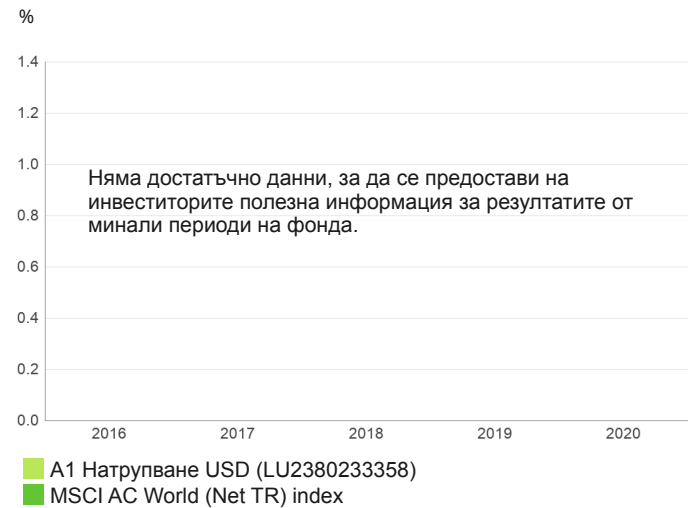 %
1.4
1.2
1.0
Няма достатъчно данни, за да се предостави на
инвеститорите полезна информация за резултатите от
0.8
минали периоди на фонда.
0.6
0.4
0.2
0.0
2016 2017 2018 2019 2020
A1 Натрупване USD (LU2380233358)
MSCI AC World (Net TR) index